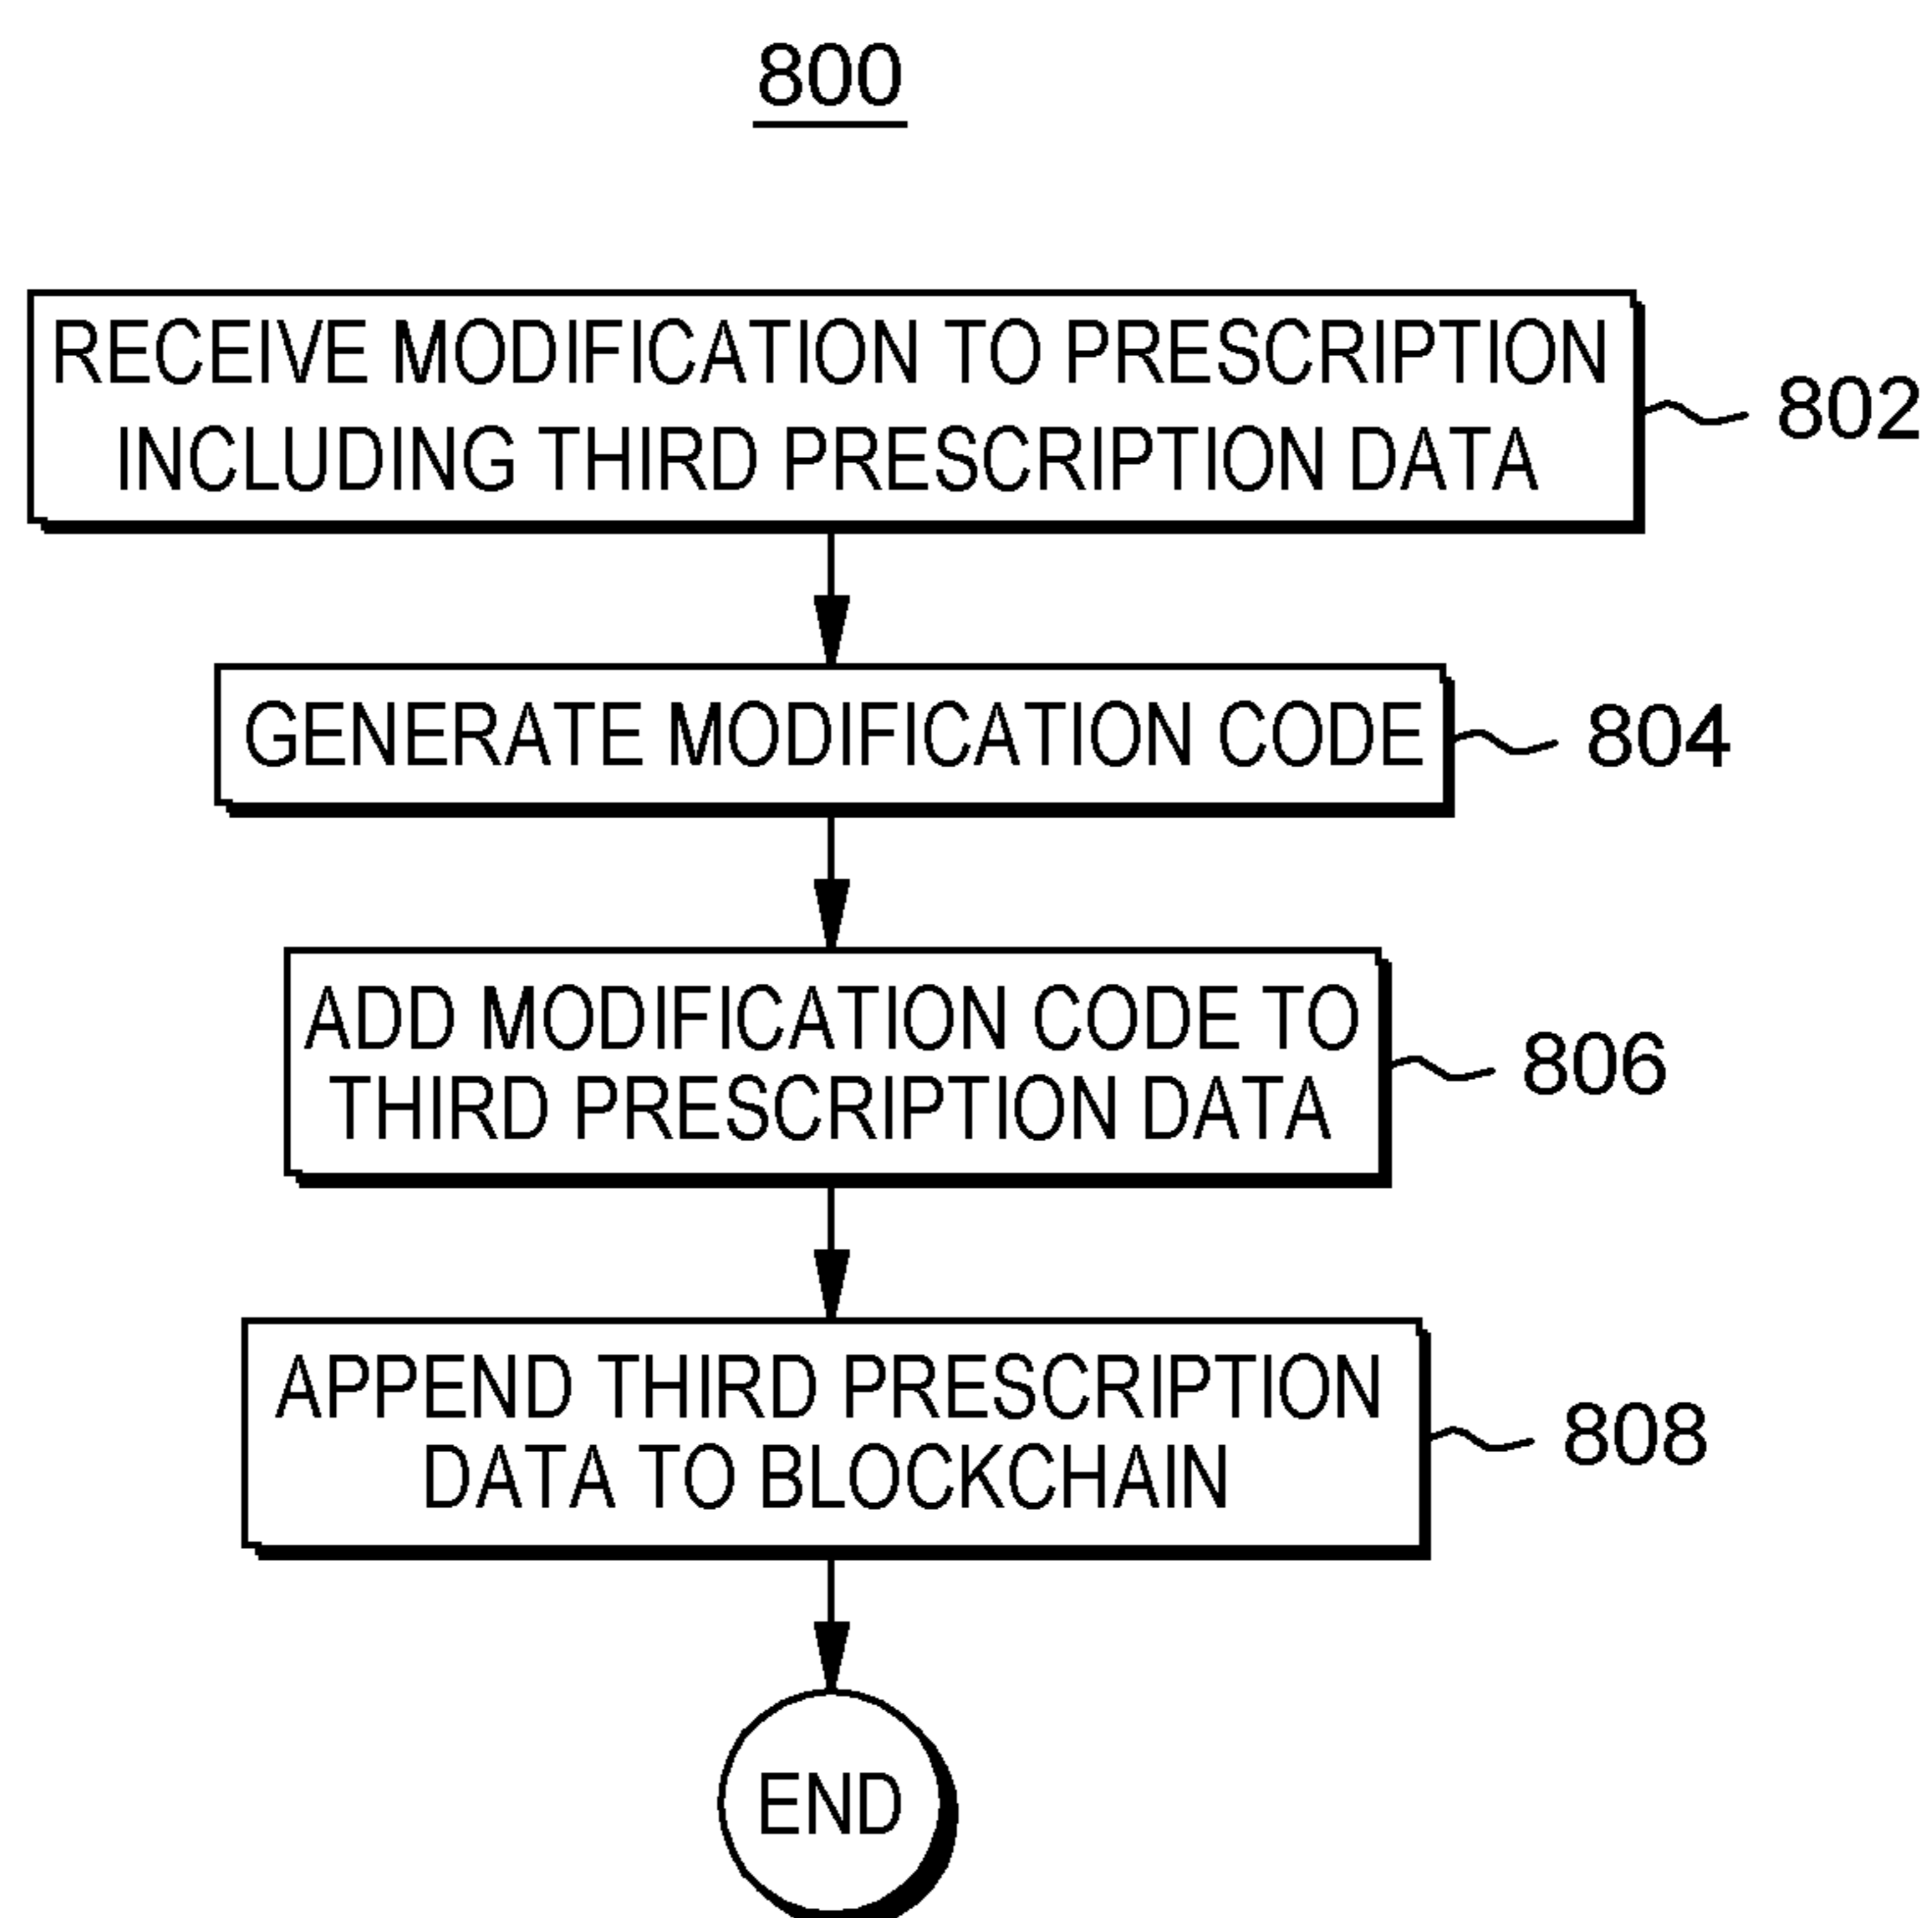 800
RECEIVE MODIFICATION TO PRESCRIPTION
INCLUDING THIRD PRESCRIPTION DATA
802
GENERATE MODIFICATION CODE
804
ADD MODIFICATION CODE TO
THIRD PRESCRIPTION DATA
806
APPEND THIRD PRESCRIPTION
DATA TO BLOCKCHAIN
808
END